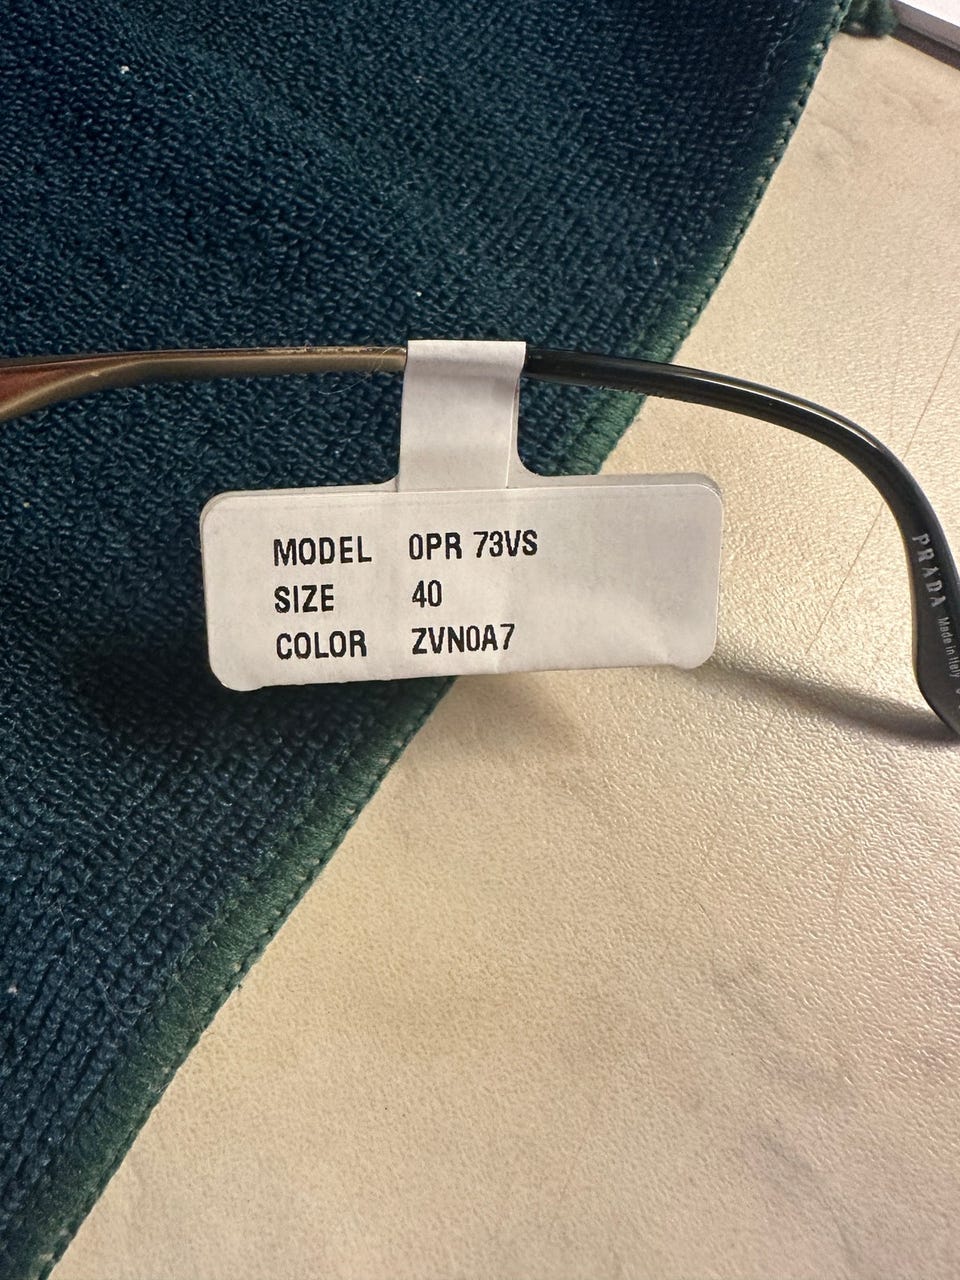 MODEL 0PR 73VS
SIZE 40
COLOR ZVN0A7
PRADA Made in Italy